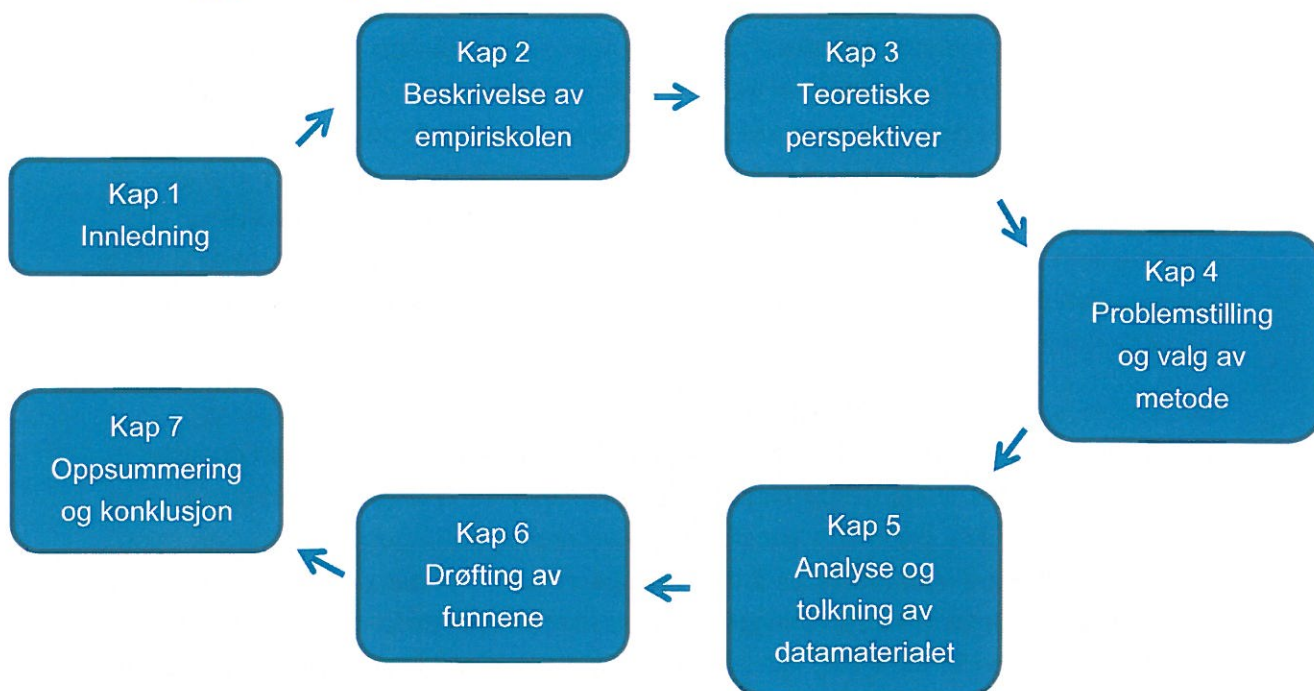 Kap 1
Innledning
Kap 2
Beskrivelse av
empiriskolen
Kap 3
Teoretiske
perspektiver
Kap 4
Problemstilling
og valg av
metode
Kap 5
Analyse og
tolkning av
datamaterialet
Kap 6
Drøfting av
funnene
Kap 7
Oppsummering
og konklusjon